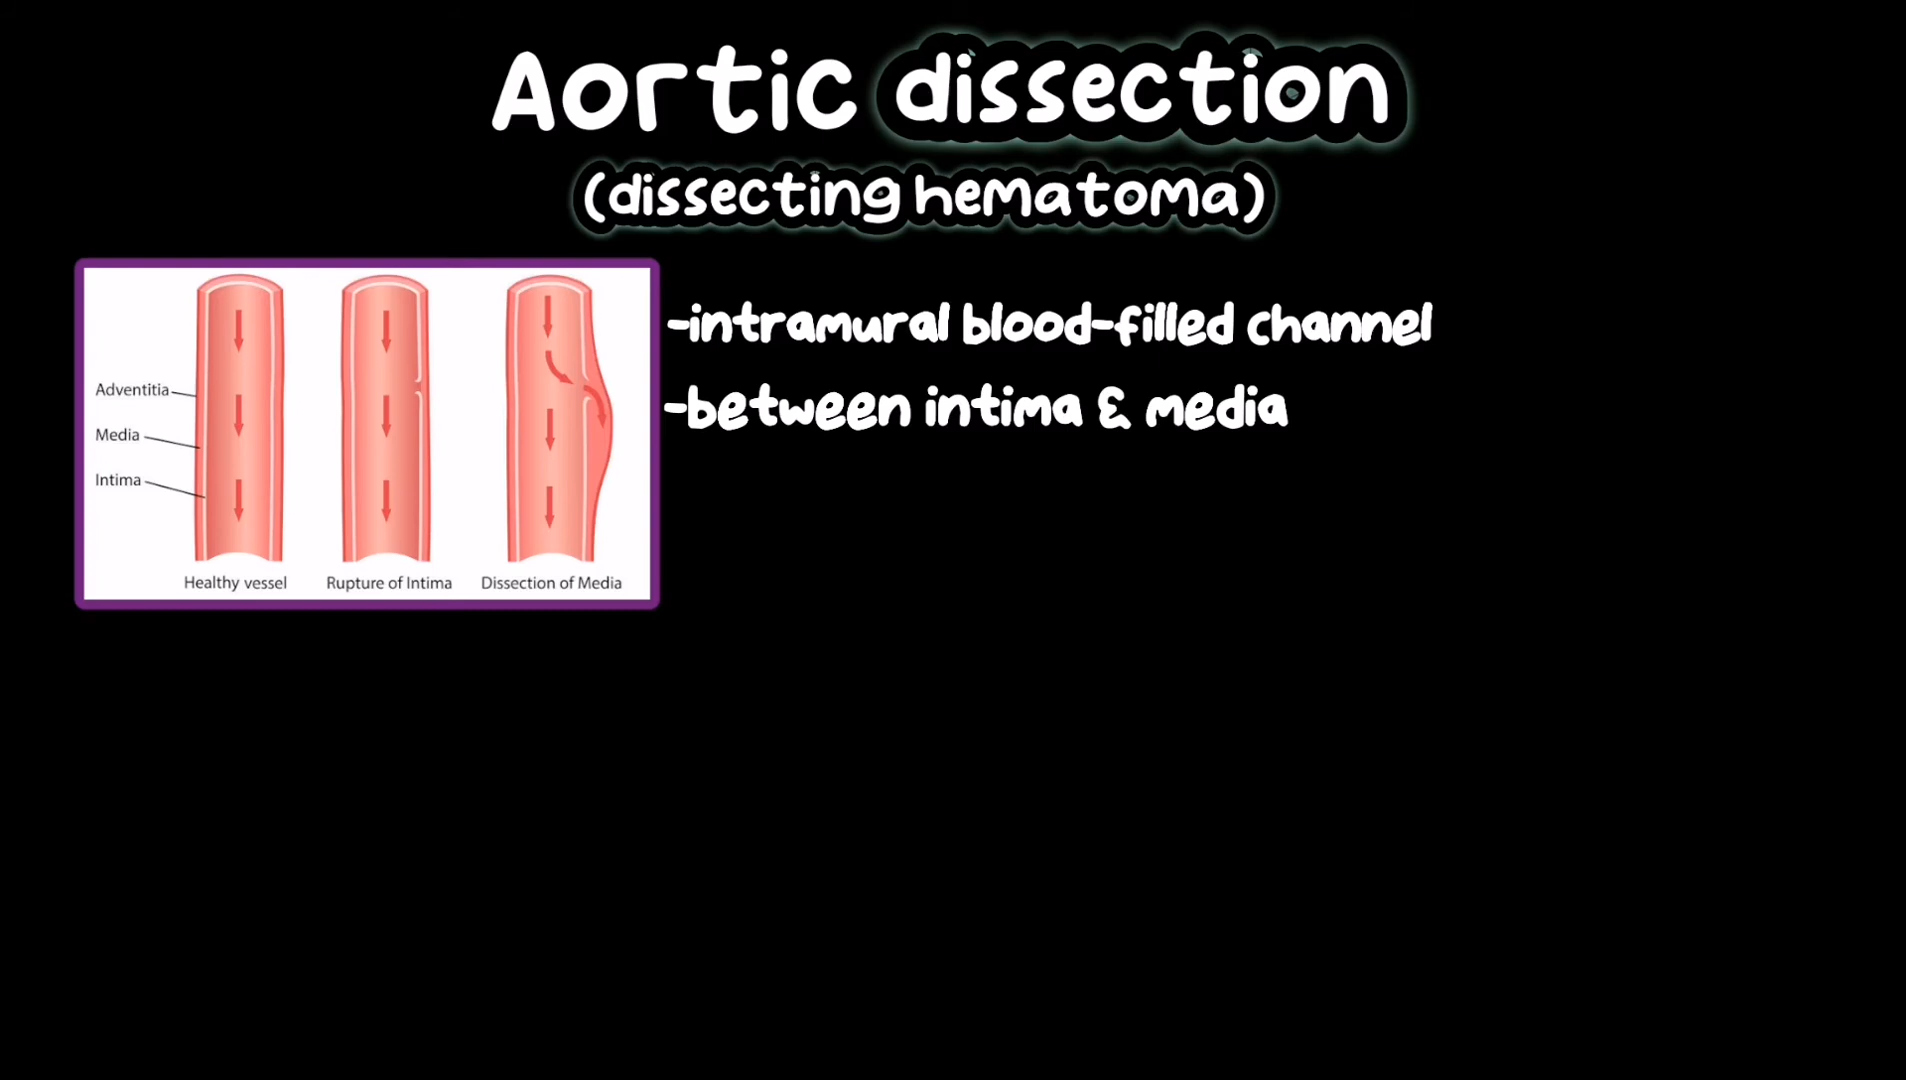 Aortic dissection
(dissecting hematoma)
-intramural blood-filled channel
-between intima & media
Adventitia
Media
Intima
Healthy vessel
Rupture of Intima
Dissection of Media